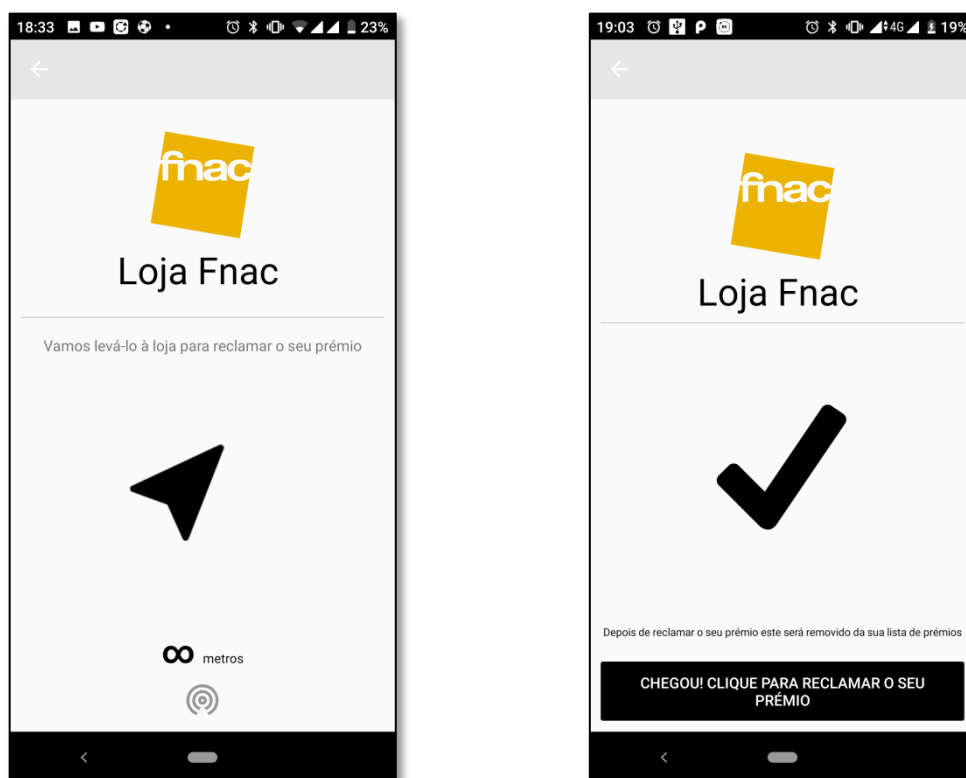 18:33
23%
fnac
Loja Fnac
Vamos levá-lo à loja para reclamar o seu prémio
∞ metros
19:03
4G
19%
fnac
Loja Fnac
Depois de reclamar o seu prémio este será removido da sua lista de prémios
CHEGOU! CLIQUE PARA RECLAMAR O SEU
PRÉMIO